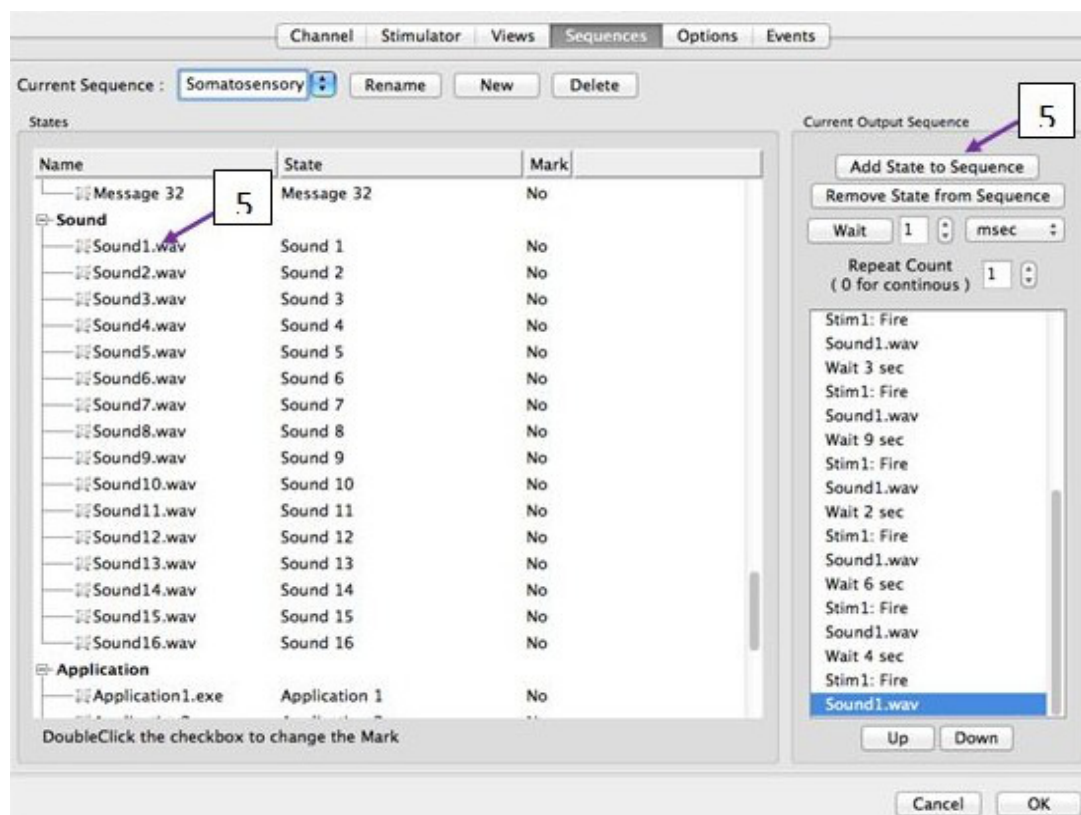 Channel Stimulator Views Sequences Options Events
Current Sequence : Somatosensory Rename New Delete
States
Name State Mark
Message 32 Message 32 No
Sound
5
Sound1.wav Sound 1 No
Sound2.wav Sound 2 No
Sound3.wav Sound 3 No
Sound4.wav Sound 4 No
Sound5.wav Sound 5 No
Sound6.wav Sound 6 No
Sound7.wav Sound 7 No
Sound8.wav Sound 8 No
Sound9.wav Sound 9 No
Sound10.wav Sound 10 No
Sound11.wav Sound 11 No
Sound12.wav Sound 12 No
Sound13.wav Sound 13 No
Sound14.wav Sound 14 No
Sound15.wav Sound 15 No
Sound16.wav Sound 16 No
Application
Application1.exe Application 1 No
DoubleClick the checkbox to change the Mark
Current Output Sequence
5
Add State to Sequence
Remove State from Sequence
Wait 1 msec
Repeat Count
( 0 for continous ) 1
Stim1: Fire
Sound1.wav
Wait 3 sec
Stim1: Fire
Sound1.wav
Wait 9 sec
Stim1: Fire
Sound1.wav
Wait 2 sec
Stim1: Fire
Sound1.wav
Wait 6 sec
Stim1: Fire
Sound1.wav
Wait 4 sec
Stim1: Fire
Sound1.wav
Up Down
Cancel OK